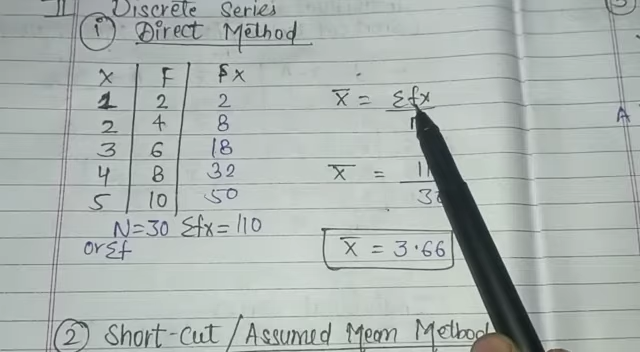 II Discrete Series
① Direct Method
X F Fx
1 2 2
2 4 8
3 6 18
4 8 32
5 10 50
N=30 Σfx=110
or Σf
X̄ = Σfx
X̄ =
X̄ = 3.66
② Short-cut / Assumed Mean Method
A